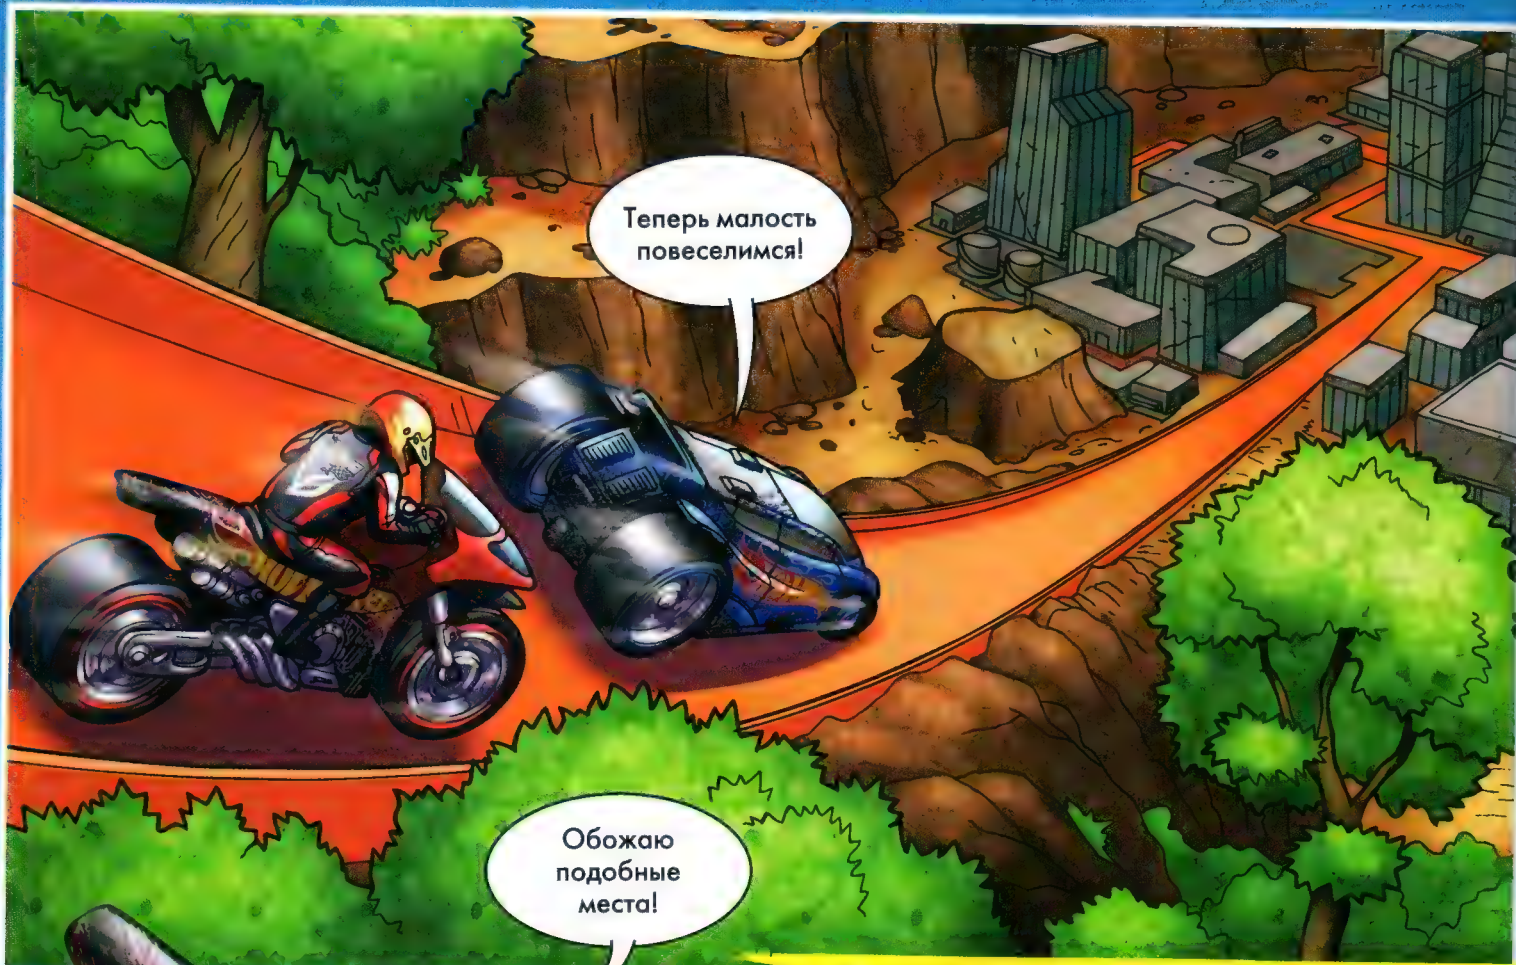 Теперь малость
повеселимся!
Обожаю
подобные
места!